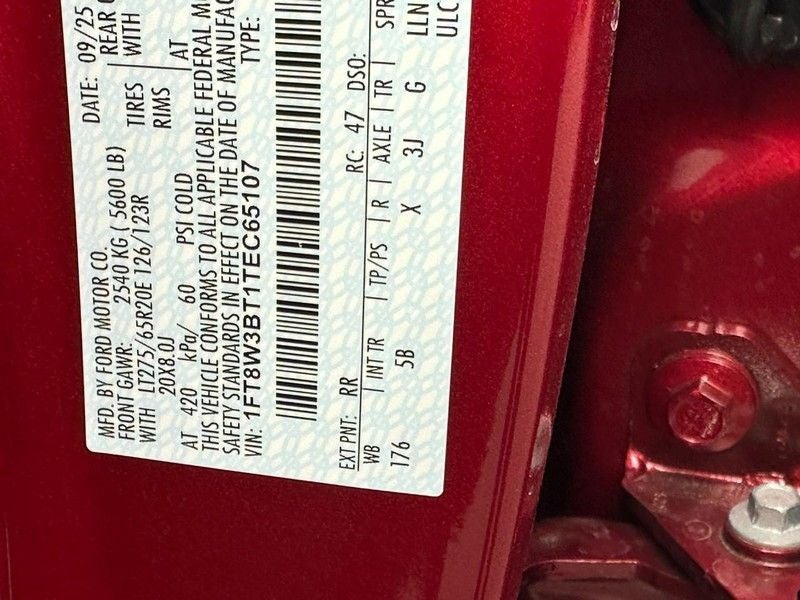 MFD. BY FORD MOTOR CO.
DATE: 09/25
FRONT GAWR: 2540 KG ( 5600 LB)
REAR
WITH LT275/65R20E 126/123R
TIRES
WITH
20X8.0J
RIMS
AT 420 kPa/ 60 PSI COLD
AT
THIS VEHICLE CONFORMS TO ALL APPLICABLE FEDERAL
SAFETY STANDARDS IN EFFECT ON THE DATE OF
VIN: 1FT8W3BT1TEC65107
TYPE:
EXT PNT: RR
RC: 47 DSO:
WB | INT TR | TP/PS | R | AXLE | TR | SPR
176 5B X 3J G LLN
ULC